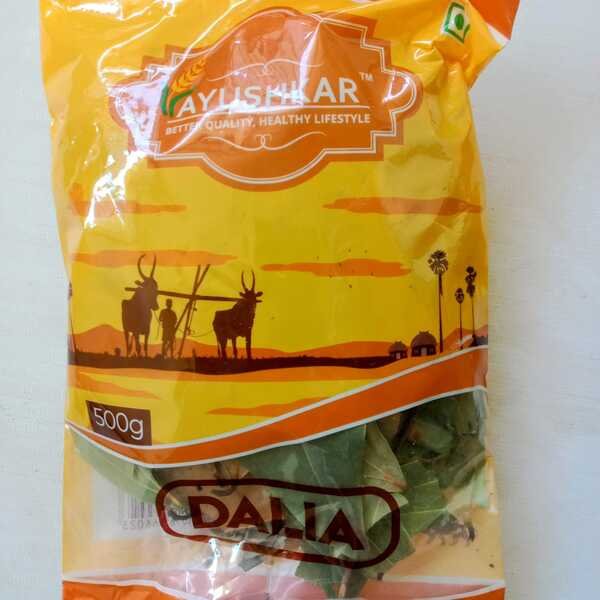 AYUSHKAR™
BETTER QUALITY, HEALTHY LIFESTYLE
500g
DALIA